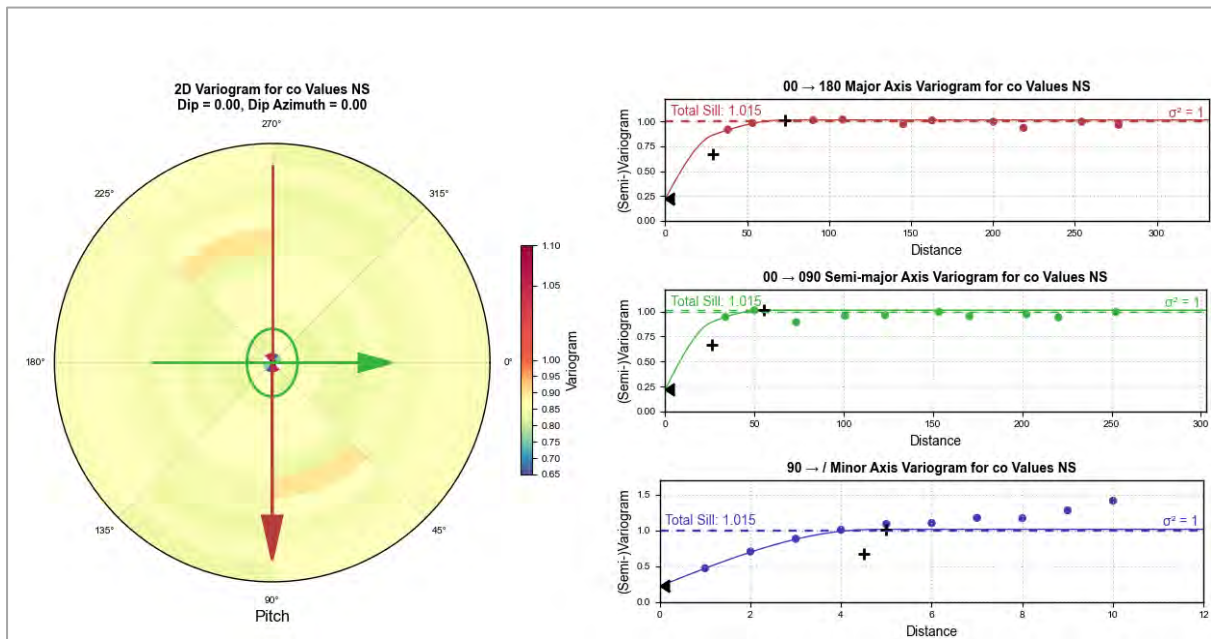 2D Variogram for co Values NS
Dip = 0.00, Dip Azimuth = 0.00
270°
225°
315°
180°
0°
135°
45°
90°
Pitch
1.10
1.05
1.00
0.95
0.90
0.85
0.80
0.75
0.70
0.65
Variogram
00 → 180 Major Axis Variogram for co Values NS
Total Sill: 1.015
σ² = 1
1.00
0.75
0.50
0.25
0.00
(Semi-)Variogram
0 50 100 150 200 250 300
Distance
00 → 090 Semi-major Axis Variogram for co Values NS
Total Sill: 1.015
σ² = 1
1.00
0.75
0.50
0.25
0.00
(Semi-)Variogram
0 50 100 150 200 250 300
Distance
90 → / Minor Axis Variogram for co Values NS
1.5
Total Sill: 1.015
σ² = 1
1.0
0.5
0.0
(Semi-)Variogram
0 2 4 6 8 10 12
Distance